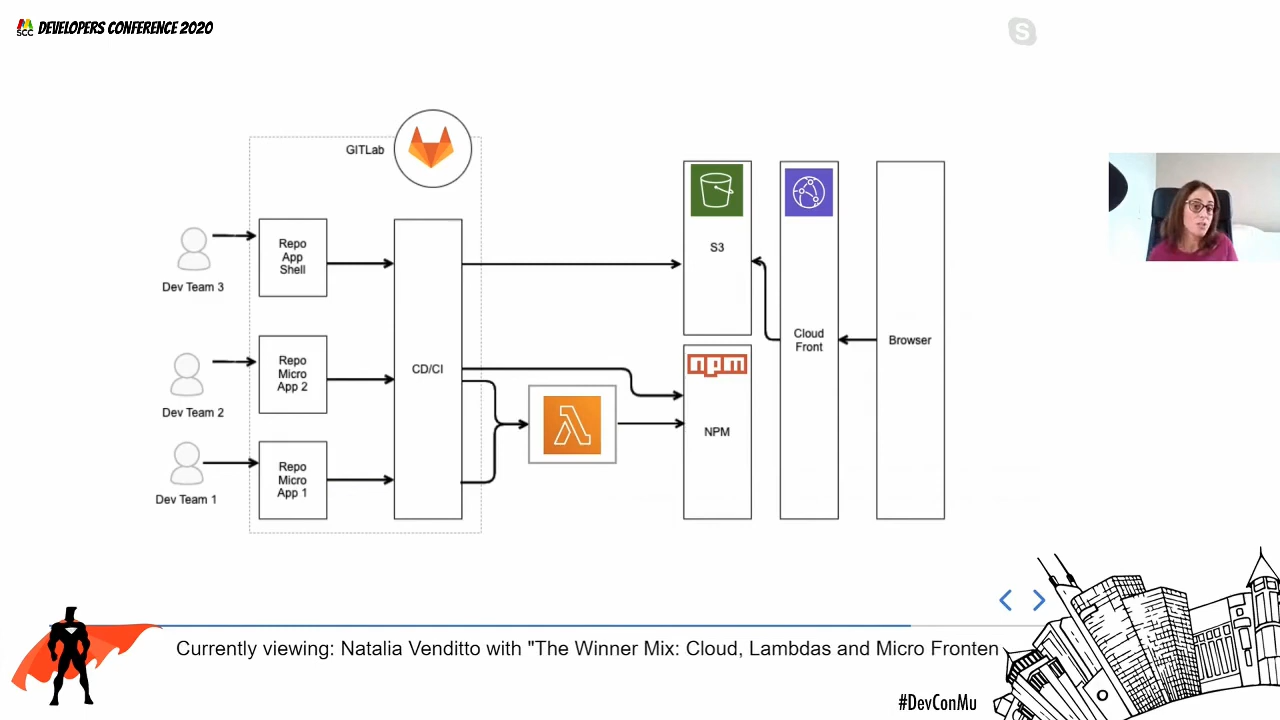 SCC DEVELOPERS CONFERENCE 2020
GITLab
Repo
App
Shell
Dev Team 3
Repo
Micro
App 2
Dev Team 2
Repo
Micro
App 1
Dev Team 1
CD/CI
S3
npm
NPM
Cloud
Front
Browser
Currently viewing: Natalia Venditto with "The Winner Mix: Cloud, Lambdas and Micro Fronten
#DevConMu